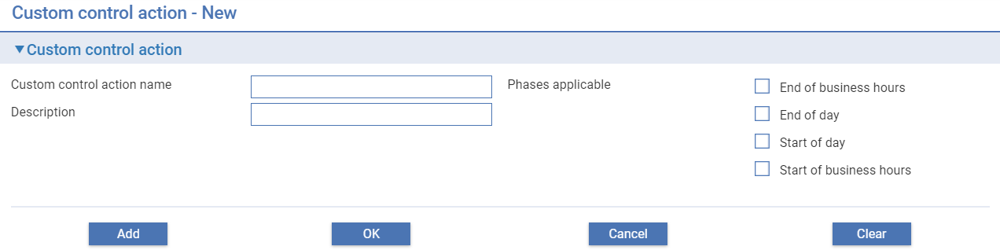 Custom control action - New
Custom control action
Custom control action name
Phases applicable
End of business hours
Description
End of day
Start of day
Start of business hours
Add
OK
Cancel
Clear